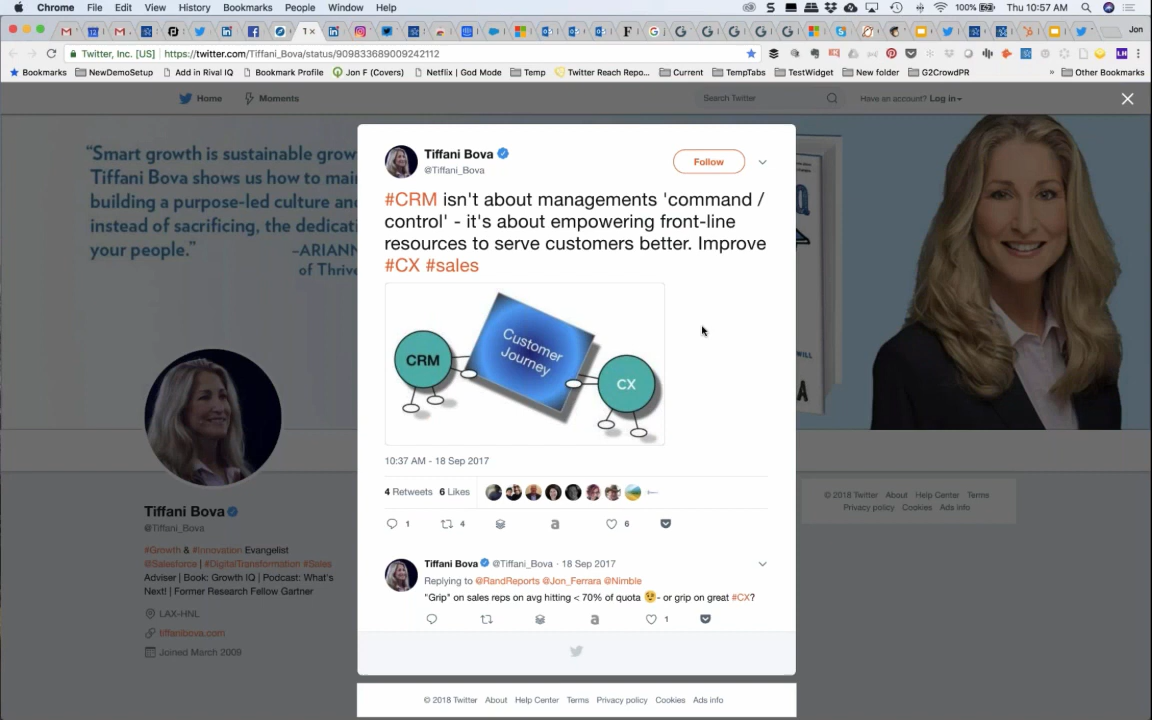 Chrome File Edit View History Bookmarks People Window Help
100% Thu 10:57 AM
Jon
Twitter, Inc. [US] | https://twitter.com/Tiffani_Bova/status/909833689009242112
Bookmarks NewDemoSetup Add in Rival IQ Bookmark Profile Jon F (Covers) Netflix | God Mode Temp Twitter Reach Repo... Current TempTabs TestWidget New folder G2CrowdPR » Other Bookmarks
Home Moments Search Twitter Have an account? Log in
“Smart growth is sustainable grow
Tiffani Bova shows us how to mai
building a purpose-led culture an
instead of sacrificing, the dedicati
your people.” –ARIANN
of Thrive
Tiffani Bova
@Tiffani_Bova
Follow
#CRM isn't about managements 'command /
control' - it's about empowering front-line
resources to serve customers better. Improve
#CX #sales
CRM
Customer
Journey
CX
10:37 AM - 18 Sep 2017
4 Retweets 6 Likes
1 4 a 6
Tiffani Bova @Tiffani_Bova · 18 Sep 2017
Replying to @RandReports @Jon_Ferrara @Nimble
"Grip" on sales reps on avg hitting < 70% of quota 😉- or grip on great #CX?
a 1
© 2018 Twitter About Help Center Terms Privacy policy Cookies Ad info
Tiffani Bova
@Tiffani_Bova
#Growth & #Innovation Evangelist
@Salesforce | #DigitalTransformation #Sales
Adviser | Book: Growth IQ | Podcast: What's
Next! | Former Research Fellow Gartner
LAX-HNL
tiffanibova.com
Joined March 2009
© 2018 Twitter About Help Center Terms
Privacy policy Cookies Ads info